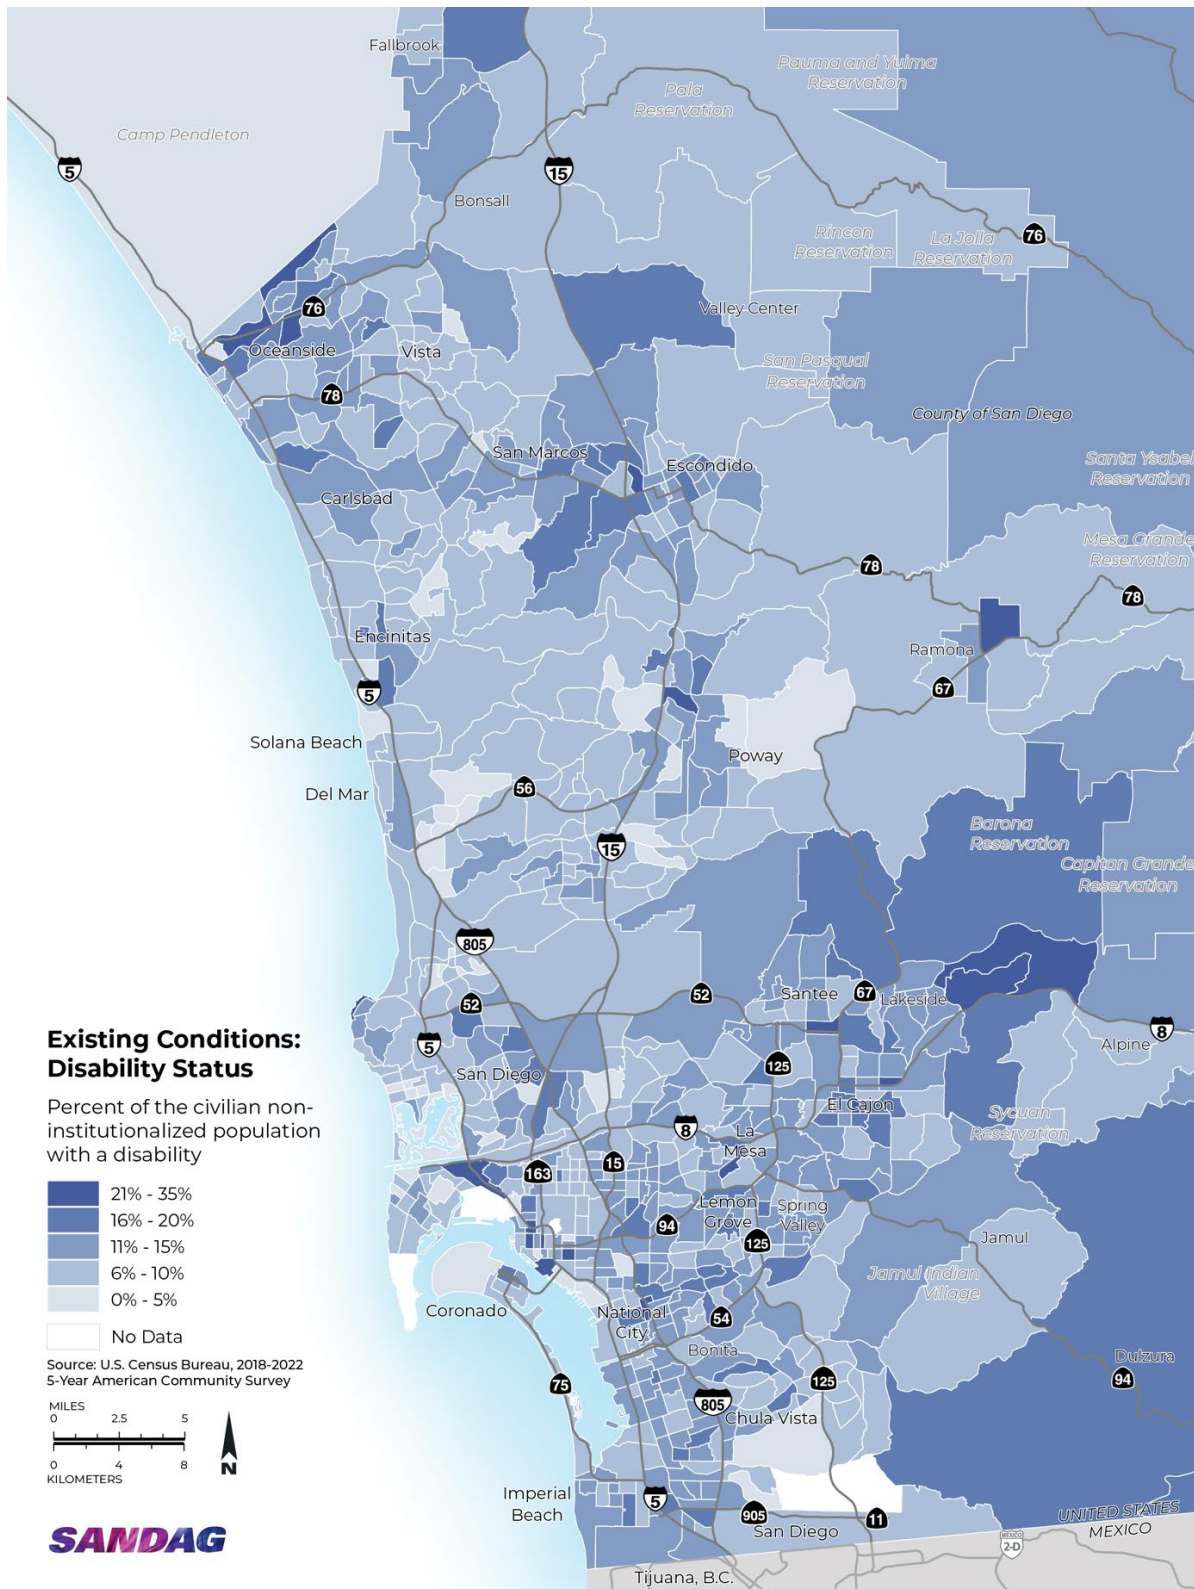 Fallbrook
Pauma and Yuima
Reservation
Pala
Reservation
Camp Pendleton
5
15
Bonsall
Rincon
Reservation
La Jolla
Reservation
76
76
Valley Center
Oceanside
Vista
San Pasqual
Reservation
78
County of San Diego
San Marcos
Escondido
Santa Ysabel
Reservation
Carlsbad
Mesa Grande
Reservation
78
78
Encinitas
Ramona
67
5
Solana Beach
Poway
Del Mar
56
15
Barona
Reservation
Capitan Grande
Reservation
805
52
52
Santee
67
Lakeside
5
8
Alpine
Existing Conditions:
Disability Status
San Diego
125
Percent of the civilian non-
institutionalized population
with a disability
El Cajon
Sycuan
Reservation
8
La
Mesa
163
15
21% - 35%
16% - 20%
11% - 15%
6% - 10%
0% - 5%
No Data
Lemon
Grove
Spring
Valley
94
125
Jamul
Jamul Indian
Village
Coronado
National
City
54
Bonita
Source: U.S. Census Bureau, 2018-2022
5-Year American Community Survey
Dulzura
94
75
125
805
Chula Vista
MILES
0 2.5 5
0 4 8
KILOMETERS
N
Imperial
Beach
5
905
San Diego
11
UNITED STATES
MEXICO
MEXICO
2-D
SANDAG
Tijuana, B.C.